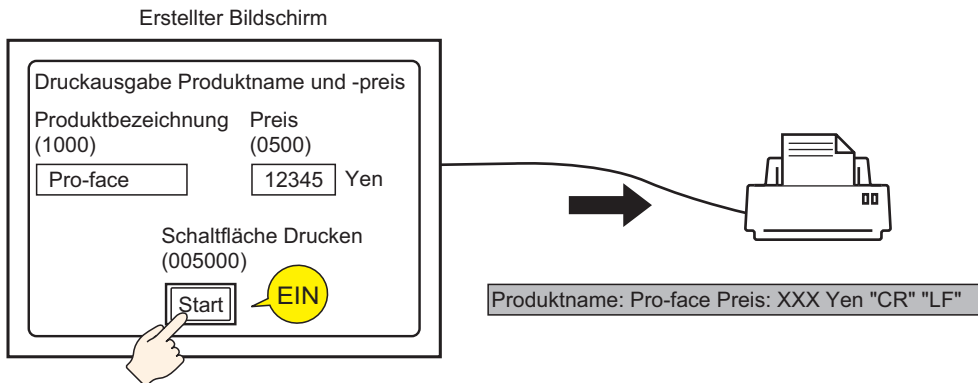 Erstellter Bildschirm
Druckausgabe Produktname und -preis
Produktbezeichnung Preis
(1000) (0500)
Pro-face 12345 Yen
Schaltfläche Drucken
(005000)
Start EIN
Produktname: Pro-face Preis: XXX Yen "CR" "LF"